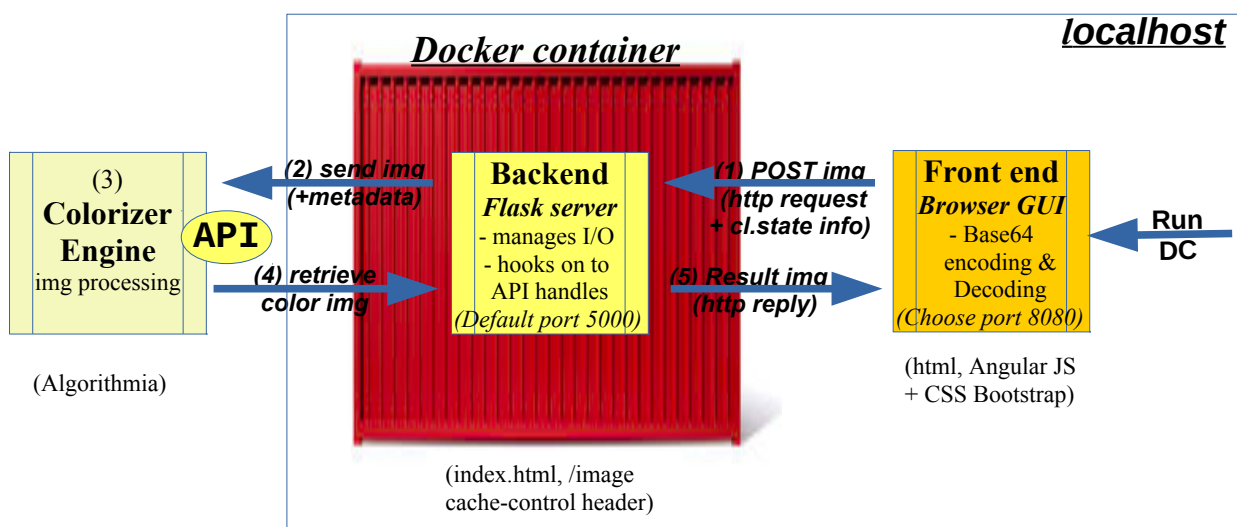 localhost
Docker container
(3)
Colorizer
Engine
img processing
API
(Algorithmia)
(2) send img
(+metadata)
(4) retrieve
color img
Backend
Flask server
- manages I/O
- hooks on to
API handles
(Default port 5000)
(index.html, /image
cache-control header)
(1) POST img
(http request
+ cl.state info)
(5) Result img
(http reply)
Front end
Browser GUI
- Base64
encoding &
Decoding
(Choose port 8080)
(html, Angular JS
+ CSS Bootstrap)
Run
DC